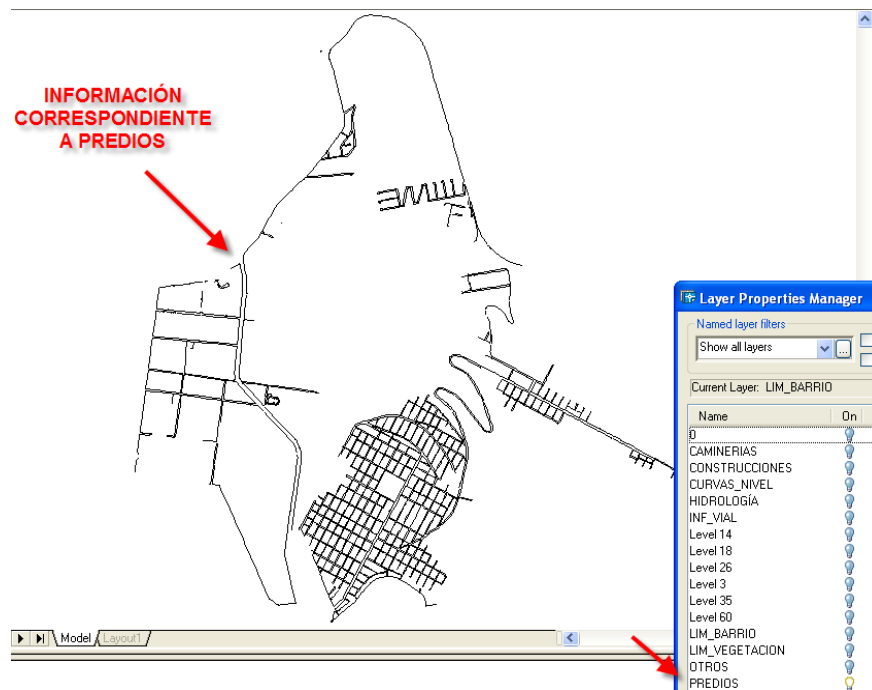 INFORMACIÓN
CORRESPONDIENTE
A PREDIOS
Layer Properties Manager
Named layer filters
Show all layers
...
Current Layer: LIM_BARRIO
Name On
0
CAMINERIAS
CONSTRUCCIONES
CURVAS_NIVEL
HIDROLOGÍA
INF_VIAL
Level 14
Level 18
Level 26
Level 3
Level 35
Level 60
LIM_BARRIO
LIM_VEGETACION
OTROS
PREDIOS
Model Layout1